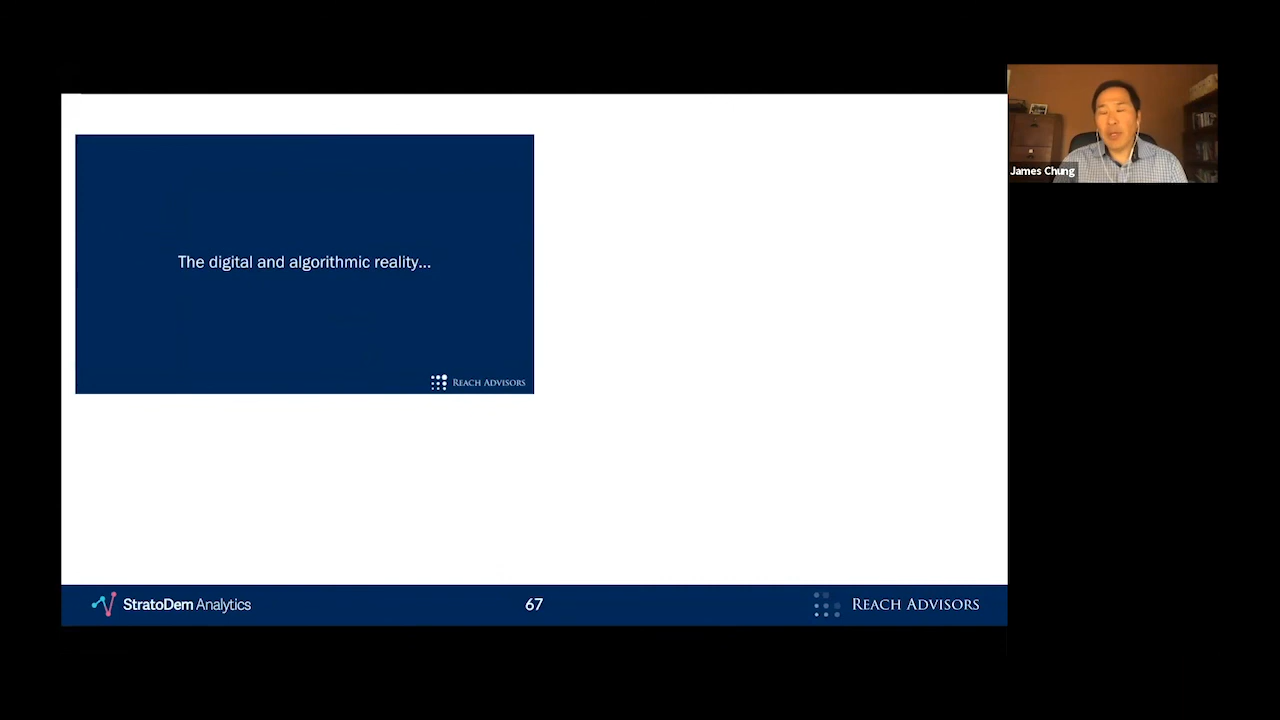 The digital and algorithmic reality...
REACH ADVISORS
James Chung
StratoDem Analytics
67
REACH ADVISORS